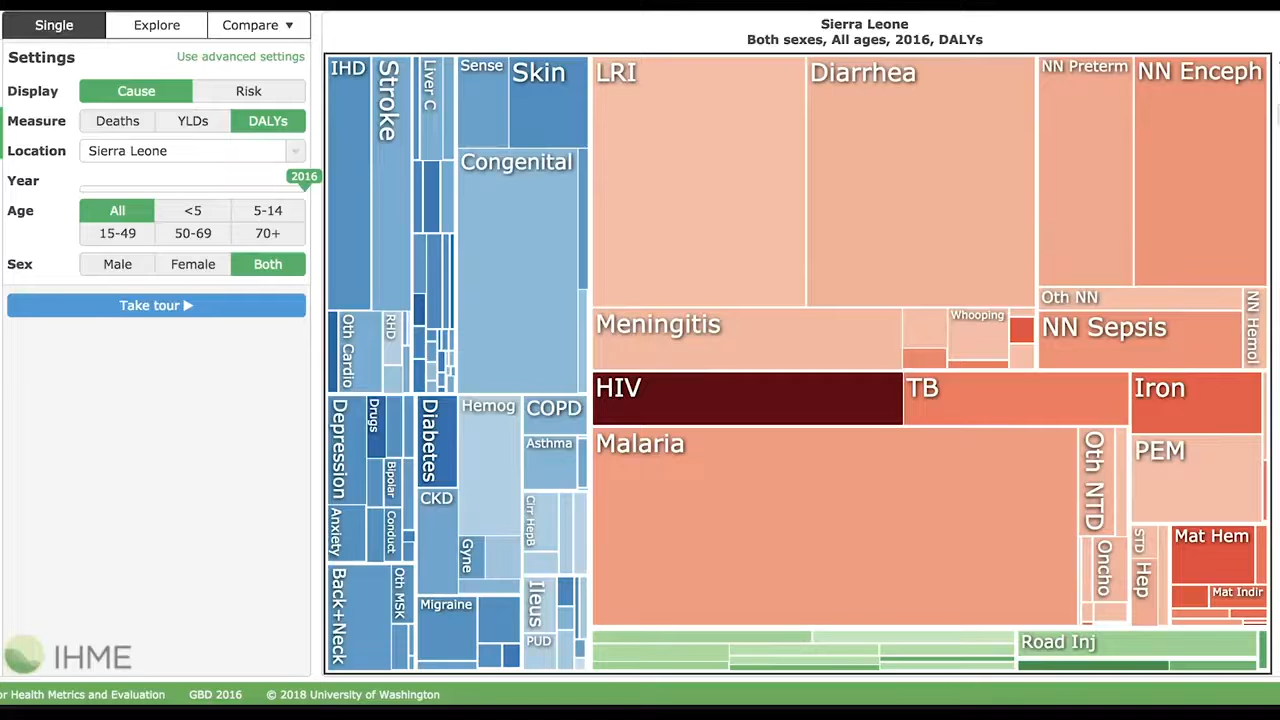 Single Explore Compare ▼
Settings Use advanced settings
Display Cause Risk
Measure Deaths YLDs DALYs
Location Sierra Leone
Year 2016
Age All <5 5-14
15-49 50-69 70+
Sex Male Female Both
Take tour ▶
IHME
Sierra Leone
Both sexes, All ages, 2016, DALYs
IHD
Stroke
Liver C
Sense
Skin
Congenital
Oth Cardio
RHD
Depression
Drugs
Bipolar
Anxiety
Conduct
Back+Neck
Oth MSK
Diabetes
CKD
Migraine
Hemog
Gyne
COPD
Asthma
Cirr HepB
Ileus
PUD
LRI
Diarrhea
NN Preterm
NN Enceph
Meningitis
Whooping
Oth NN
NN Sepsis
NN Hemol
HIV
TB
Iron
Malaria
Oth NTD
Oncho
PEM
STD
Hep
Mat Hem
Mat Indir
Road Inj
or Health Metrics and Evaluation GBD 2016 © 2018 University of Washington